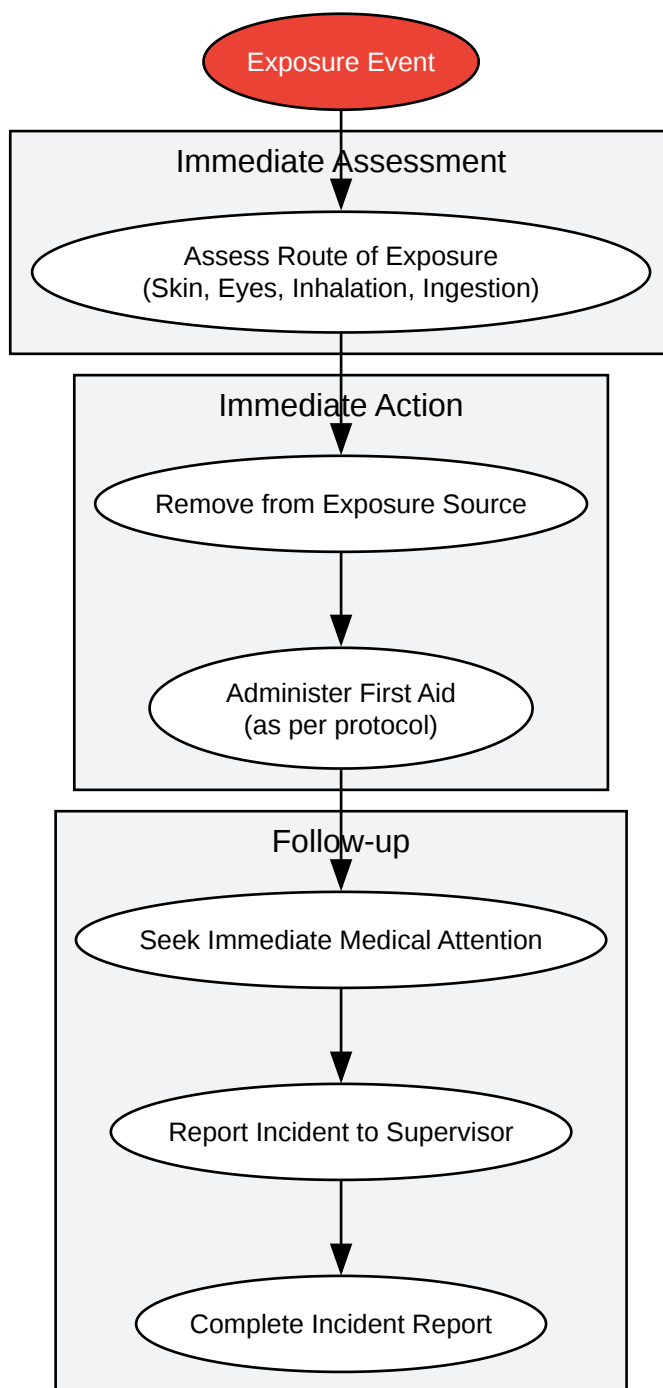 Exposure Event
Immediate Assessment
Assess Route of Exposure
(Skin, Eyes, Inhalation, Ingestion)
Immediate Action
Remove from Exposure Source
Administer First Aid
(as per protocol)
Follow-up
Seek Immediate Medical Attention
Report Incident to Supervisor
Complete Incident Report